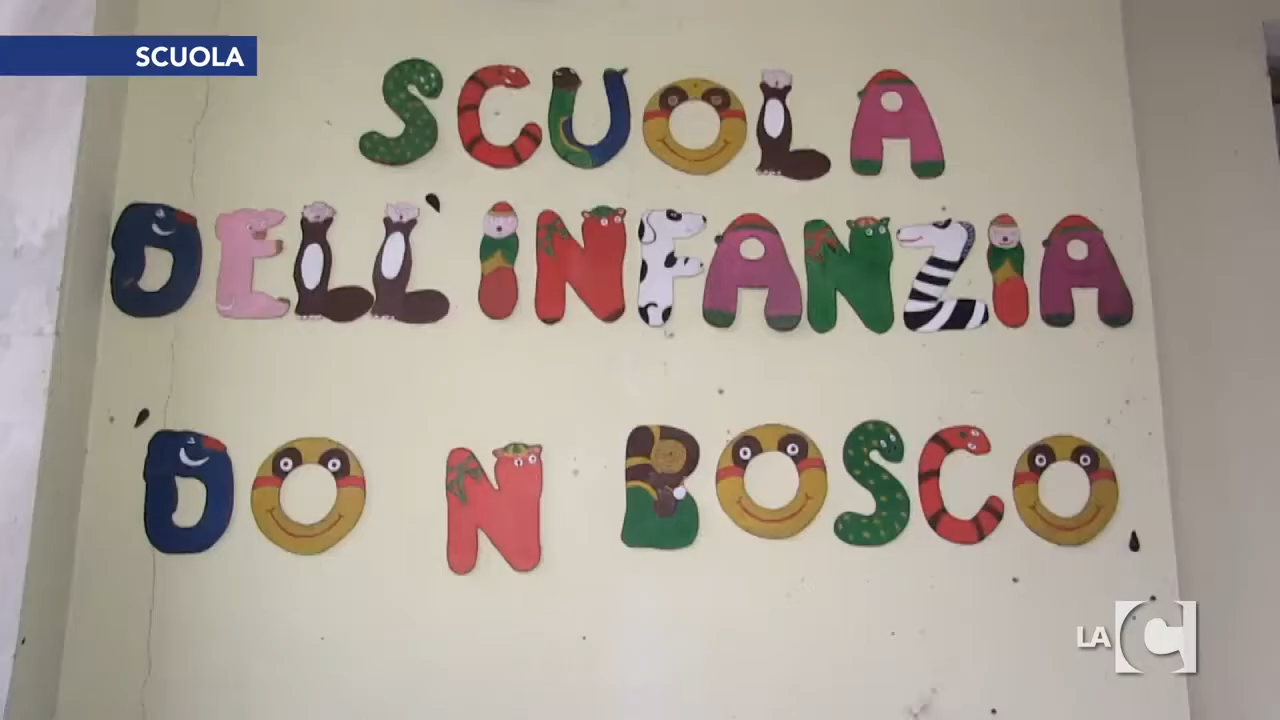 SCUOLA
SCUOLA
DELL'INFANZIA
DON BOSCO
LA C